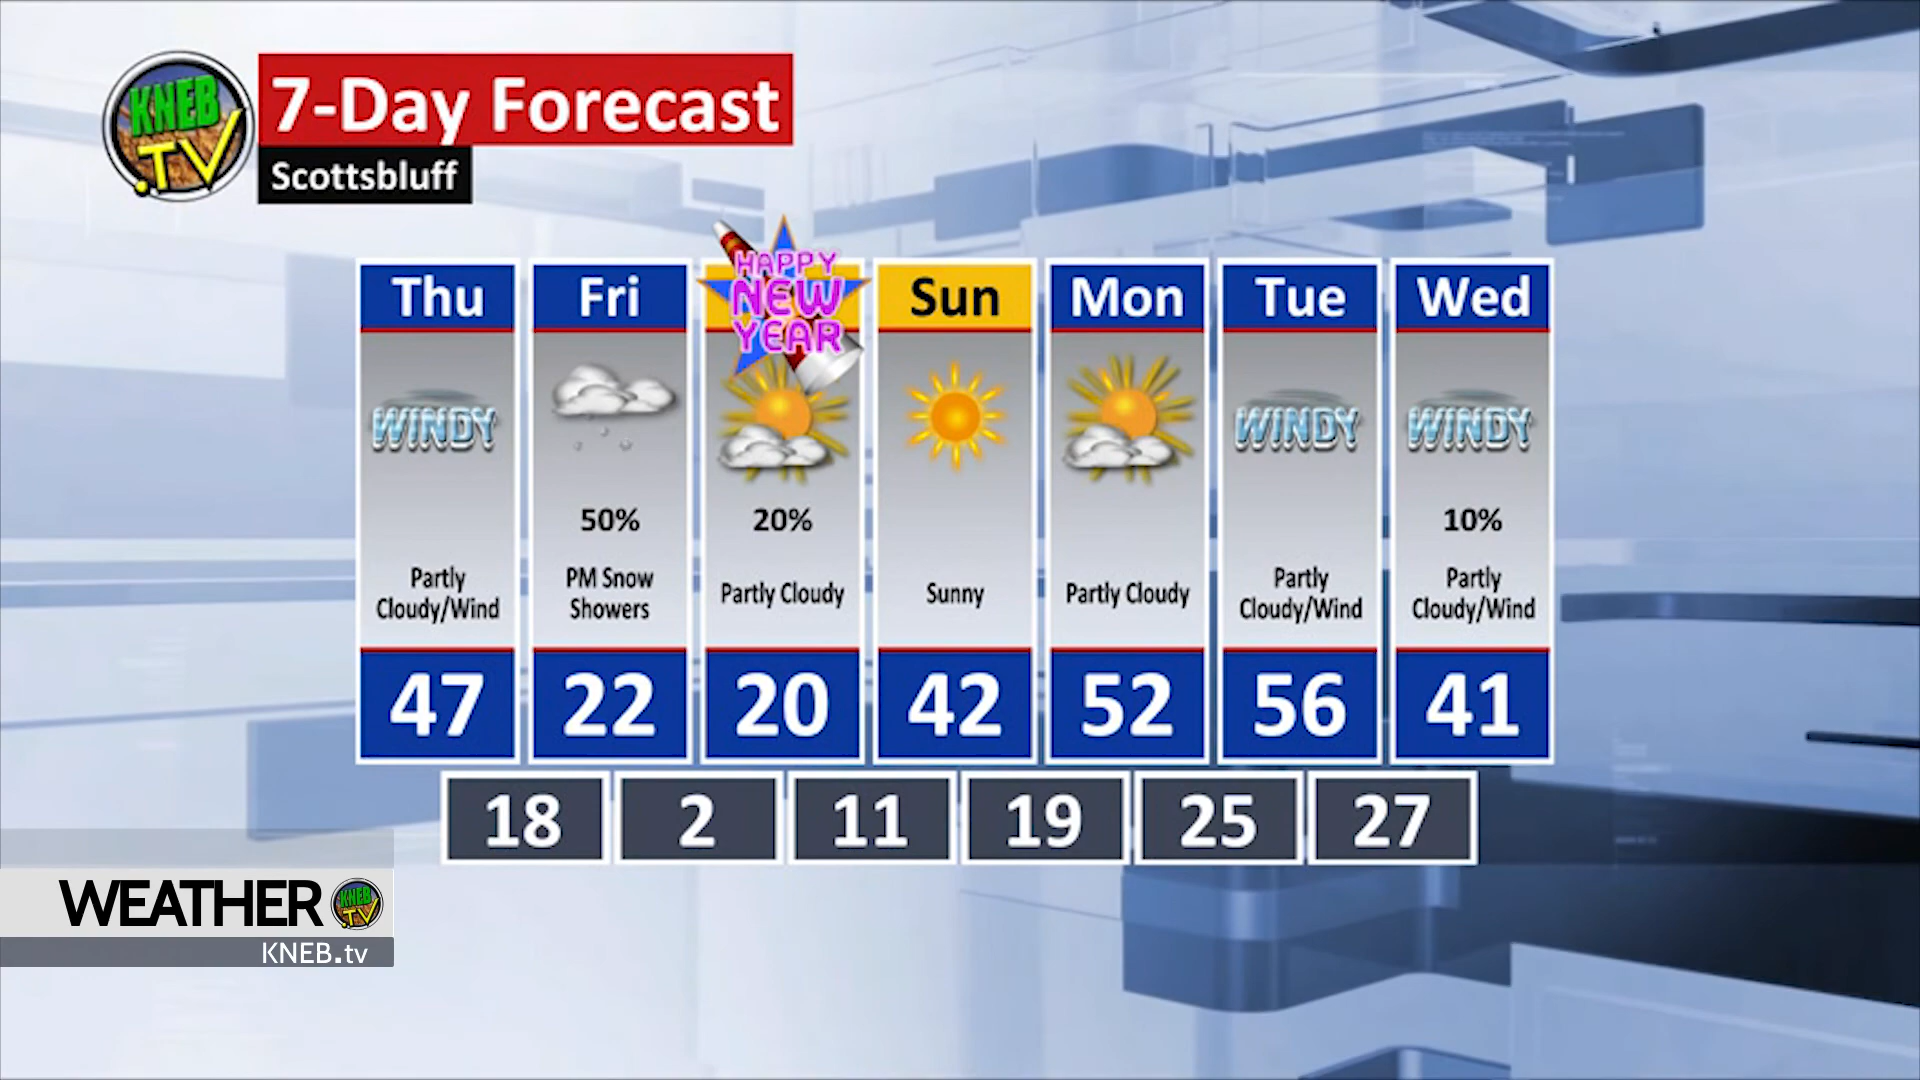 KNEB
.TV
7-Day Forecast
Scottsbluff
Thu
Fri
HAPPY
NEW
YEAR
Sun
Mon
Tue
Wed
WINDY
WINDY
WINDY
50%
20%
10%
Partly
Cloudy/Wind
PM Snow
Showers
Partly Cloudy
Sunny
Partly Cloudy
Partly
Cloudy/Wind
Partly
Cloudy/Wind
47
22
20
42
52
56
41
18
2
11
19
25
27
WEATHER
KNEB
.TV
KNEB.tv